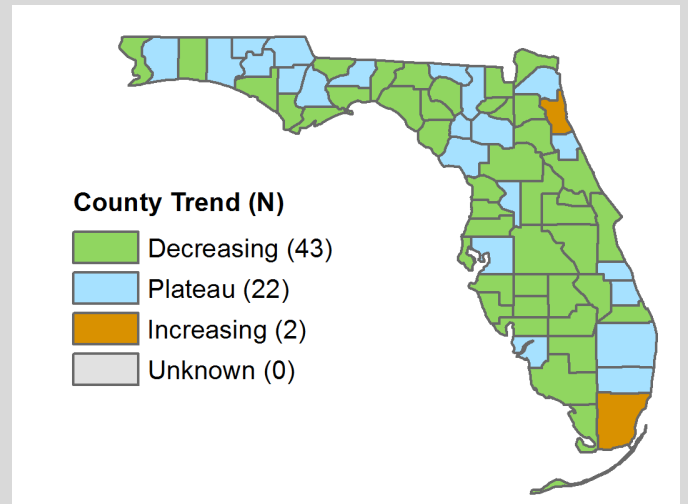 County Trend (N)
Decreasing (43)
Plateau (22)
Increasing (2)
Unknown (0)